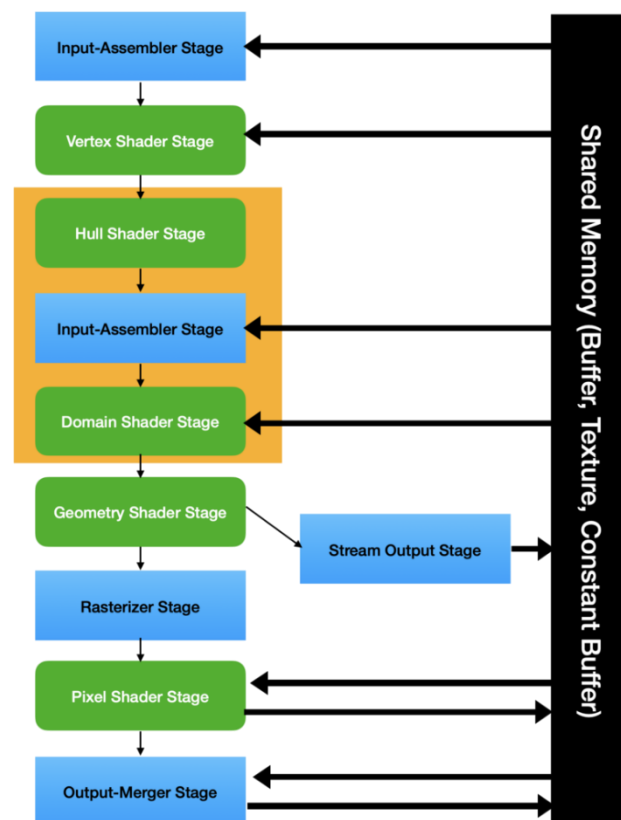 Input-Assembler Stage
Vertex Shader Stage
Hull Shader Stage
Input-Assembler Stage
Domain Shader Stage
Geometry Shader Stage
Stream Output Stage
Rasterizer Stage
Pixel Shader Stage
Output-Merger Stage
Shared Memory (Buffer, Texture, Constant Buffer)